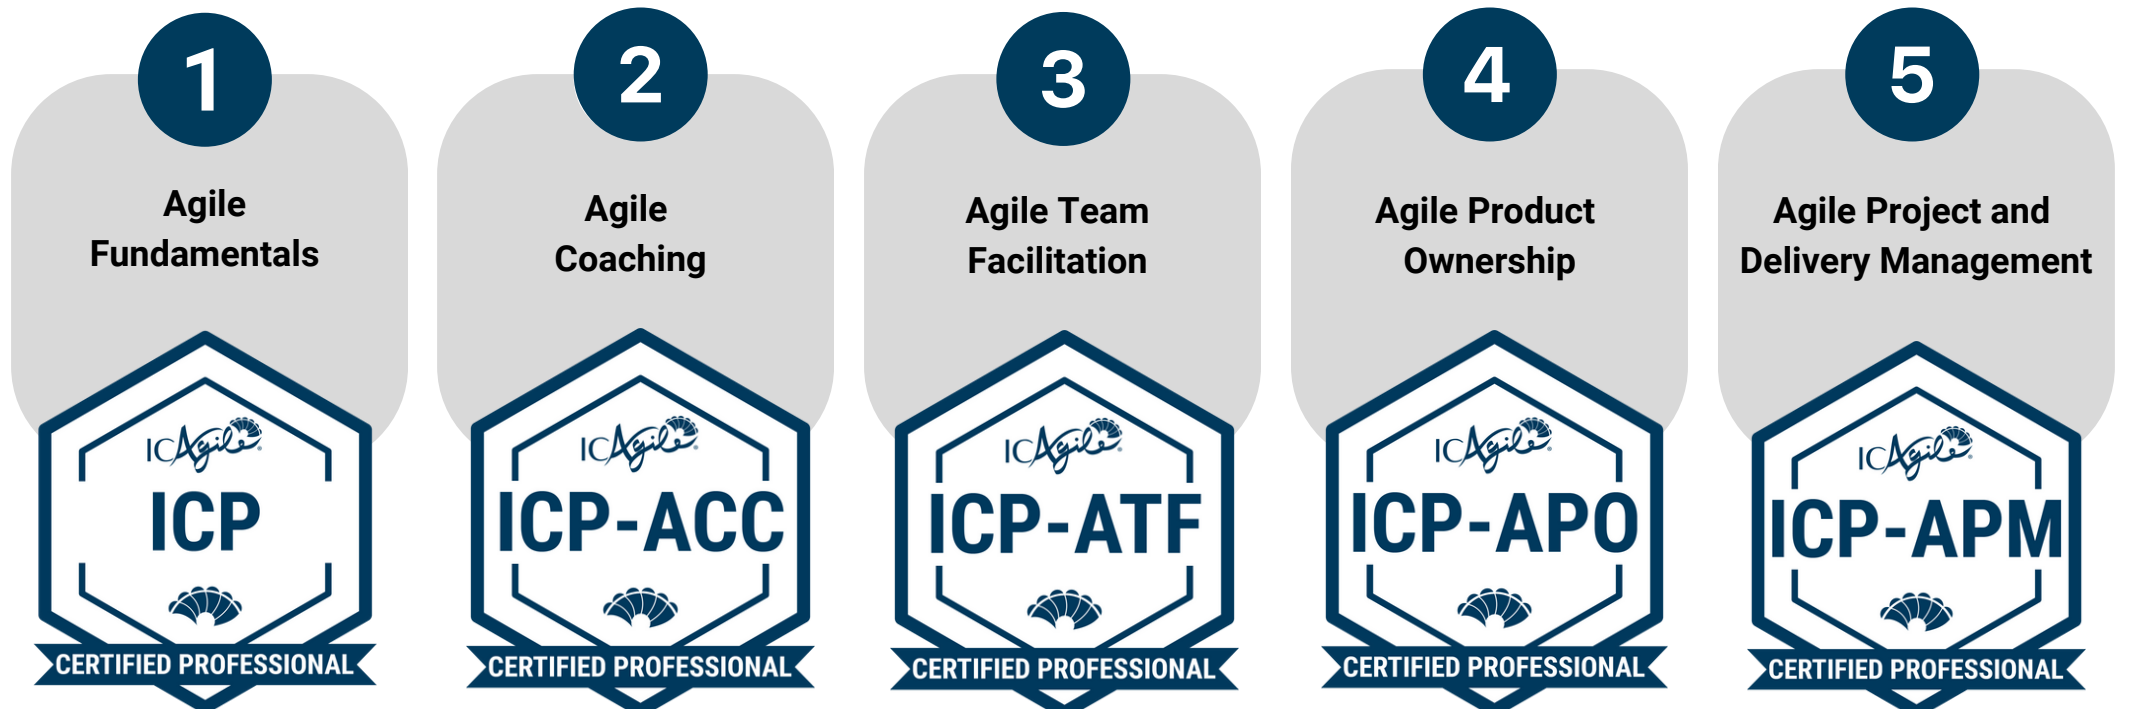 1
Agile
Fundamentals
ICAgile®
ICP
CERTIFIED PROFESSIONAL
2
Agile
Coaching
ICAgile®
ICP-ACC
CERTIFIED PROFESSIONAL
3
Agile Team
Facilitation
ICAgile®
ICP-ATF
CERTIFIED PROFESSIONAL
4
Agile Product
Ownership
ICAgile®
ICP-APO
CERTIFIED PROFESSIONAL
5
Agile Project and
Delivery Management
ICAgile®
ICP-APM
CERTIFIED PROFESSIONAL